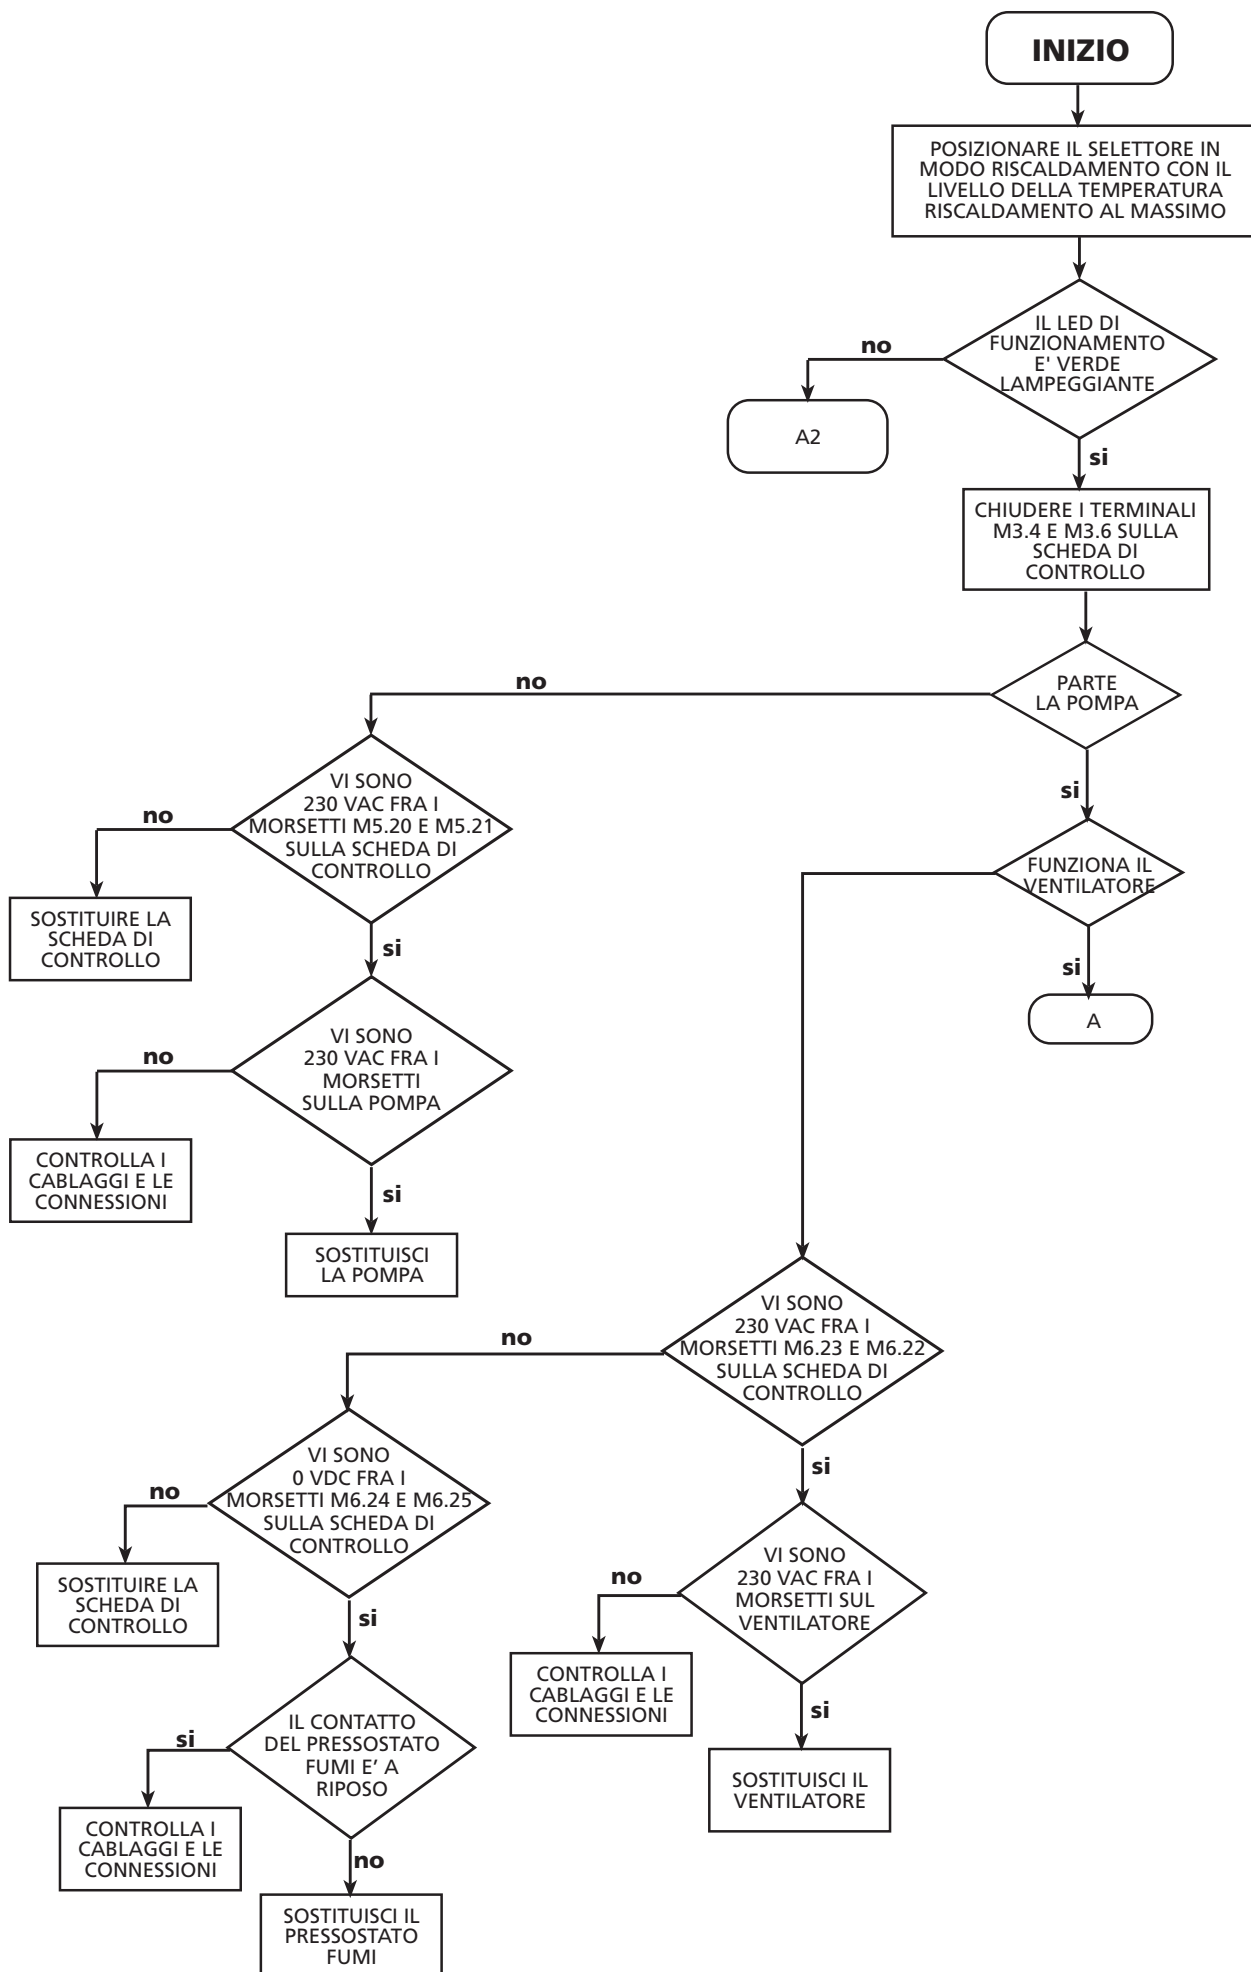 INIZIO
POSIZIONARE IL SELETTORE IN
MODO RISCALDAMENTO CON IL
LIVELLO DELLA TEMPERATURA
RISCALDAMENTO AL MASSIMO
IL LED DI
FUNZIONAMENTO
E' VERDE
LAMPEGGIANTE
no
A2
si
CHIUDERE I TERMINALI
M3.4 E M3.6 SULLA
SCHEDA DI
CONTROLLO
PARTE
LA POMPA
no
si
VI SONO
230 VAC FRA I
MORSETTI M5.20 E M5.21
SULLA SCHEDA DI
CONTROLLO
no
SOSTITUIRE LA
SCHEDA DI
CONTROLLO
si
FUNZIONA IL
VENTILATORE
si
A
VI SONO
230 VAC FRA I
MORSETTI
SULLA POMPA
no
CONTROLLA I
CABLAGGI E LE
CONNESSIONI
si
SOSTITUISCI
LA POMPA
VI SONO
230 VAC FRA I
MORSETTI M6.23 E M6.22
SULLA SCHEDA DI
CONTROLLO
no
si
VI SONO
0 VDC FRA I
MORSETTI M6.24 E M6.25
SULLA SCHEDA DI
CONTROLLO
no
SOSTITUIRE LA
SCHEDA DI
CONTROLLO
si
VI SONO
230 VAC FRA I
MORSETTI SUL
VENTILATORE
no
CONTROLLA I
CABLAGGI E LE
CONNESSIONI
si
SOSTITUISCI IL
VENTILATORE
IL CONTATTO
DEL PRESSOSTATO
FUMI E’ A
RIPOSO
si
CONTROLLA I
CABLAGGI E LE
CONNESSIONI
no
SOSTITUISCI IL
PRESSOSTATO
FUMI